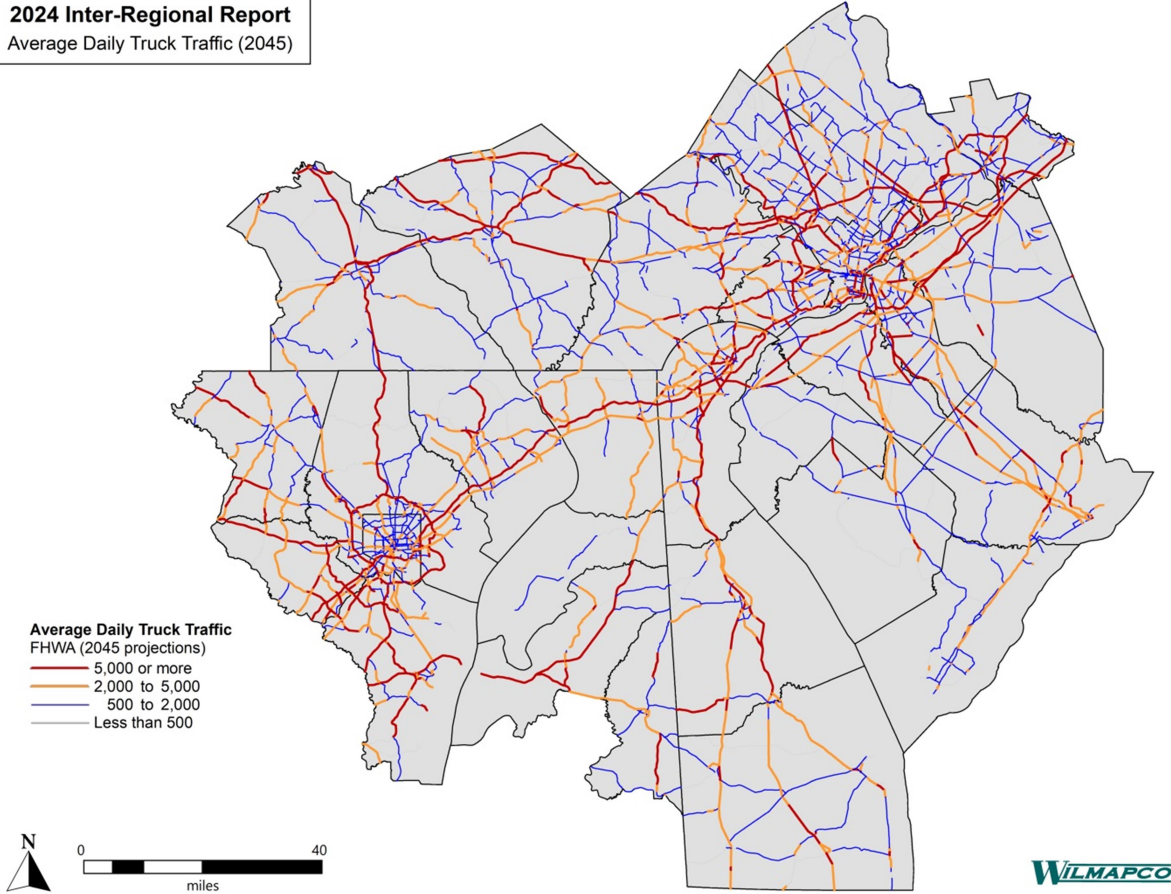 2024 Inter-Regional Report
Average Daily Truck Traffic (2045)
Average Daily Truck Traffic
FHWA (2045 projections)
5,000 or more
2,000 to 5,000
500 to 2,000
Less than 500
N
0 40
miles
WILMAPCO